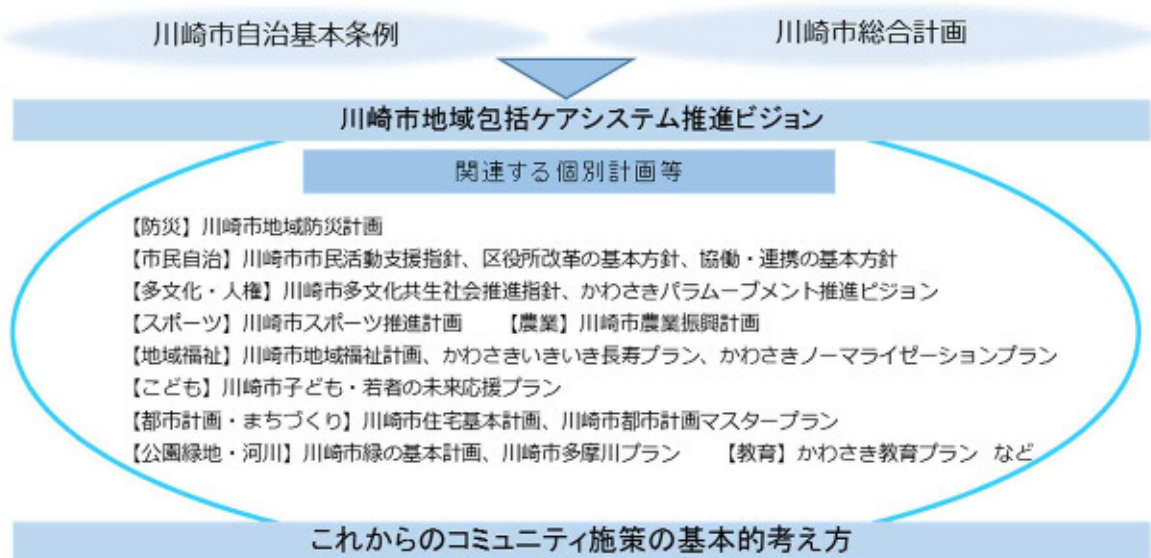 川崎市自治基本条例　川崎市総合計画
川崎市地域包括ケアシステム推進ビジョン
関連する個別計画等
【防災】川崎市地域防災計画
【市民自治】川崎市市民活動支援指針、区役所改革の基本方針、協働・連携の基本方針
【多文化・人権】川崎市多文化共生社会推進指針、かわさきパラムーブメント推進ビジョン
【スポーツ】川崎市スポーツ推進計画　【農業】川崎市農業振興計画
【地域福祉】川崎市地域福祉計画、かわさきいきいき長寿プラン、かわさきノーマライゼーションプラン
【こども】川崎市子ども・若者の未来応援プラン
【都市計画・まちづくり】川崎市住宅基本計画、川崎市都市計画マスタープラン
【公園緑地・河川】川崎市緑の基本計画、川崎市多摩川プラン　【教育】かわさき教育プラン　など
これからのコミュニティ施策の基本的考え方